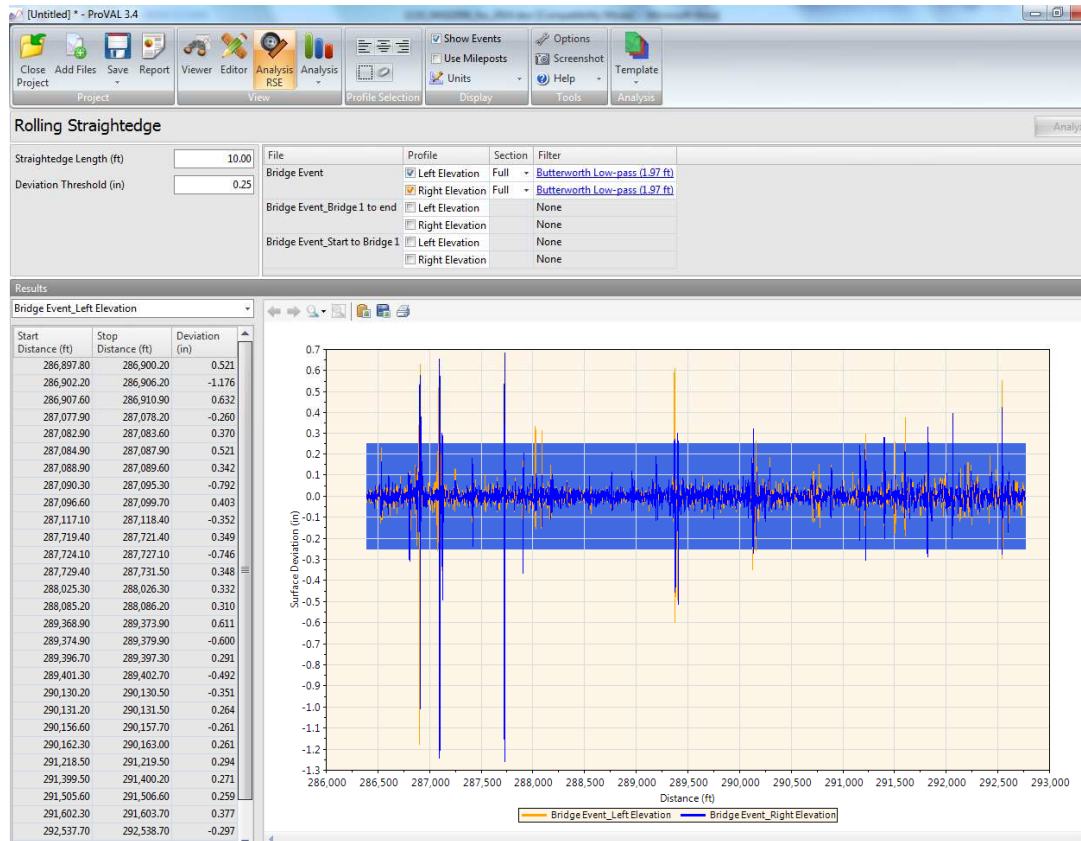 [Untitled] * - ProVAL 3.4
Close Project
Add Files
Save
Report
Project
Viewer
Editor
Analysis RSE
Analysis
View
Profile Selection
Show Events
Use Mileposts
Units
Display
Options
Screenshot
Help
Tools
Template
Analysis
Rolling Straightedge
Straightedge Length (ft) 10.00
Deviation Threshold (in) 0.25
File Profile Section Filter
Bridge Event Left Elevation Full Butterworth Low-pass (1.97 ft)
Right Elevation Full Butterworth Low-pass (1.97 ft)
Bridge Event_Bridge 1 to end Left Elevation None
Right Elevation None
Bridge Event_Start to Bridge 1 Left Elevation None
Right Elevation None
Results
Bridge Event_Left Elevation
Start Distance (ft) Stop Distance (ft) Deviation (in)
286,897.80 286,900.20 0.521
286,902.20 286,906.20 -1.176
286,907.60 286,910.90 0.632
287,077.90 287,078.20 -0.260
287,082.90 287,083.60 0.370
287,084.90 287,087.90 0.521
287,088.90 287,089.60 0.342
287,090.30 287,095.30 -0.792
287,096.60 287,099.70 0.403
287,117.10 287,118.40 -0.352
287,719.40 287,721.40 0.349
287,724.10 287,727.10 -0.746
287,729.40 287,731.50 0.348
288,025.30 288,026.30 0.332
288,085.20 288,086.20 0.310
289,368.90 289,373.90 0.611
289,374.90 289,379.90 -0.600
289,396.70 289,397.30 0.291
289,401.30 289,402.70 -0.492
290,130.20 290,130.50 -0.351
290,131.20 290,131.50 0.264
290,156.60 290,157.70 -0.261
290,162.30 290,163.00 0.261
291,218.50 291,219.50 0.294
291,399.50 291,400.20 0.271
291,505.60 291,506.60 0.259
291,602.30 291,603.70 0.377
292,537.70 292,538.70 -0.297
Surface Deviation (in)
0.7
0.6
0.5
0.4
0.3
0.2
0.1
0.0
-0.1
-0.2
-0.3
-0.4
-0.5
-0.6
-0.7
-0.8
-0.9
-1.0
-1.1
-1.2
-1.3
286,000 286,500 287,000 287,500 288,000 288,500 289,000 289,500 290,000 290,500 291,000 291,500 292,000 292,500 293,000
Distance (ft)
Bridge Event_Left Elevation Bridge Event_Right Elevation